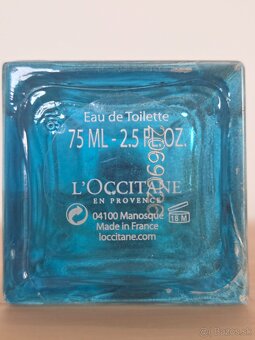 Eau de Toilette
75 ML - 2.5 FL. OZ.
L'OCCITANE
EN PROVENCE
04100 Manosque
Made in France
loccitane.com
18 M